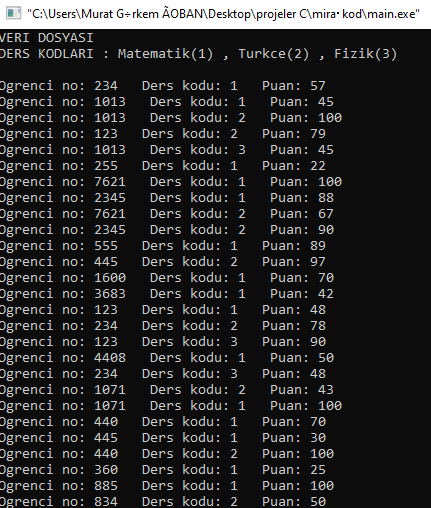 "C:\Users\Murat G÷rkem ÃOBAN\Desktop\projeler C\mira· kod\main.exe"
VERI DOSYASI
DERS KODLARI : Matematik(1) , Turkce(2) , Fizik(3)
Ogrenci no: 234   Ders kodu: 1   Puan: 57
Ogrenci no: 1013   Ders kodu: 1   Puan: 45
Ogrenci no: 1013   Ders kodu: 2   Puan: 100
Ogrenci no: 123   Ders kodu: 2   Puan: 79
Ogrenci no: 1013   Ders kodu: 3   Puan: 45
Ogrenci no: 255   Ders kodu: 1   Puan: 22
Ogrenci no: 7621   Ders kodu: 1   Puan: 100
Ogrenci no: 2345   Ders kodu: 1   Puan: 88
Ogrenci no: 7621   Ders kodu: 2   Puan: 67
Ogrenci no: 2345   Ders kodu: 2   Puan: 90
Ogrenci no: 555   Ders kodu: 1   Puan: 89
Ogrenci no: 445   Ders kodu: 2   Puan: 97
Ogrenci no: 1600   Ders kodu: 1   Puan: 70
Ogrenci no: 3683   Ders kodu: 1   Puan: 42
Ogrenci no: 123   Ders kodu: 1   Puan: 48
Ogrenci no: 234   Ders kodu: 2   Puan: 78
Ogrenci no: 123   Ders kodu: 3   Puan: 90
Ogrenci no: 4408   Ders kodu: 1   Puan: 50
Ogrenci no: 234   Ders kodu: 3   Puan: 48
Ogrenci no: 1071   Ders kodu: 2   Puan: 43
Ogrenci no: 1071   Ders kodu: 1   Puan: 100
Ogrenci no: 440   Ders kodu: 1   Puan: 70
Ogrenci no: 445   Ders kodu: 1   Puan: 30
Ogrenci no: 440   Ders kodu: 2   Puan: 100
Ogrenci no: 360   Ders kodu: 1   Puan: 25
Ogrenci no: 885   Ders kodu: 1   Puan: 100
Ogrenci no: 834   Ders kodu: 2   Puan: 50